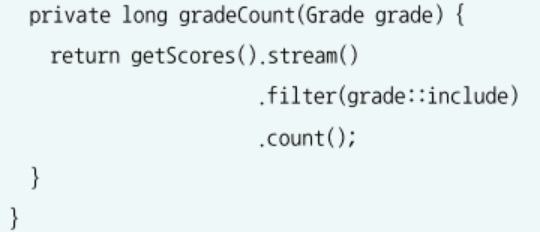 private long gradeCount(Grade grade) {
return getScores().stream()
.filter(grade::include)
.count();
}
}